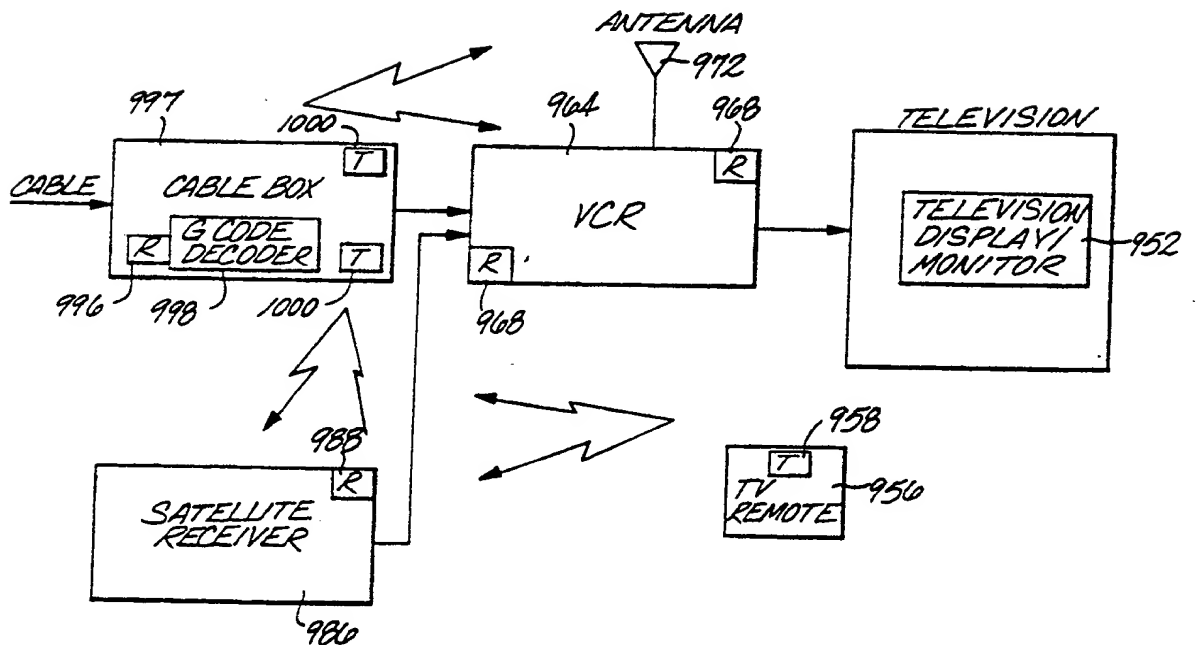 ANTENNA
972
997
1000
964
968
TELEVISION
T
R
CABLE
CABLE BOX
VCR
TELEVISION
DISPLAY/
MONITOR
952
G CODE
DECODER
R
T
R
996
998
1000
968
958
988
R
T
956
TV
REMOTE
SATELLITE
RECEIVER
986